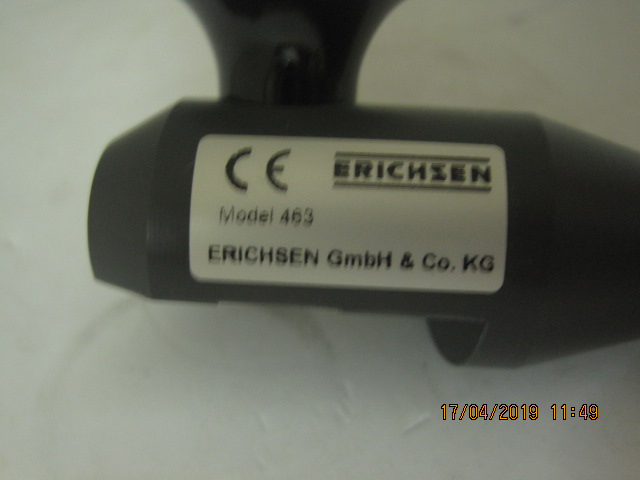 CE ERICHSEN
Model 463
ERICHSEN GmbH & Co. KG
17/04/2019 11:49